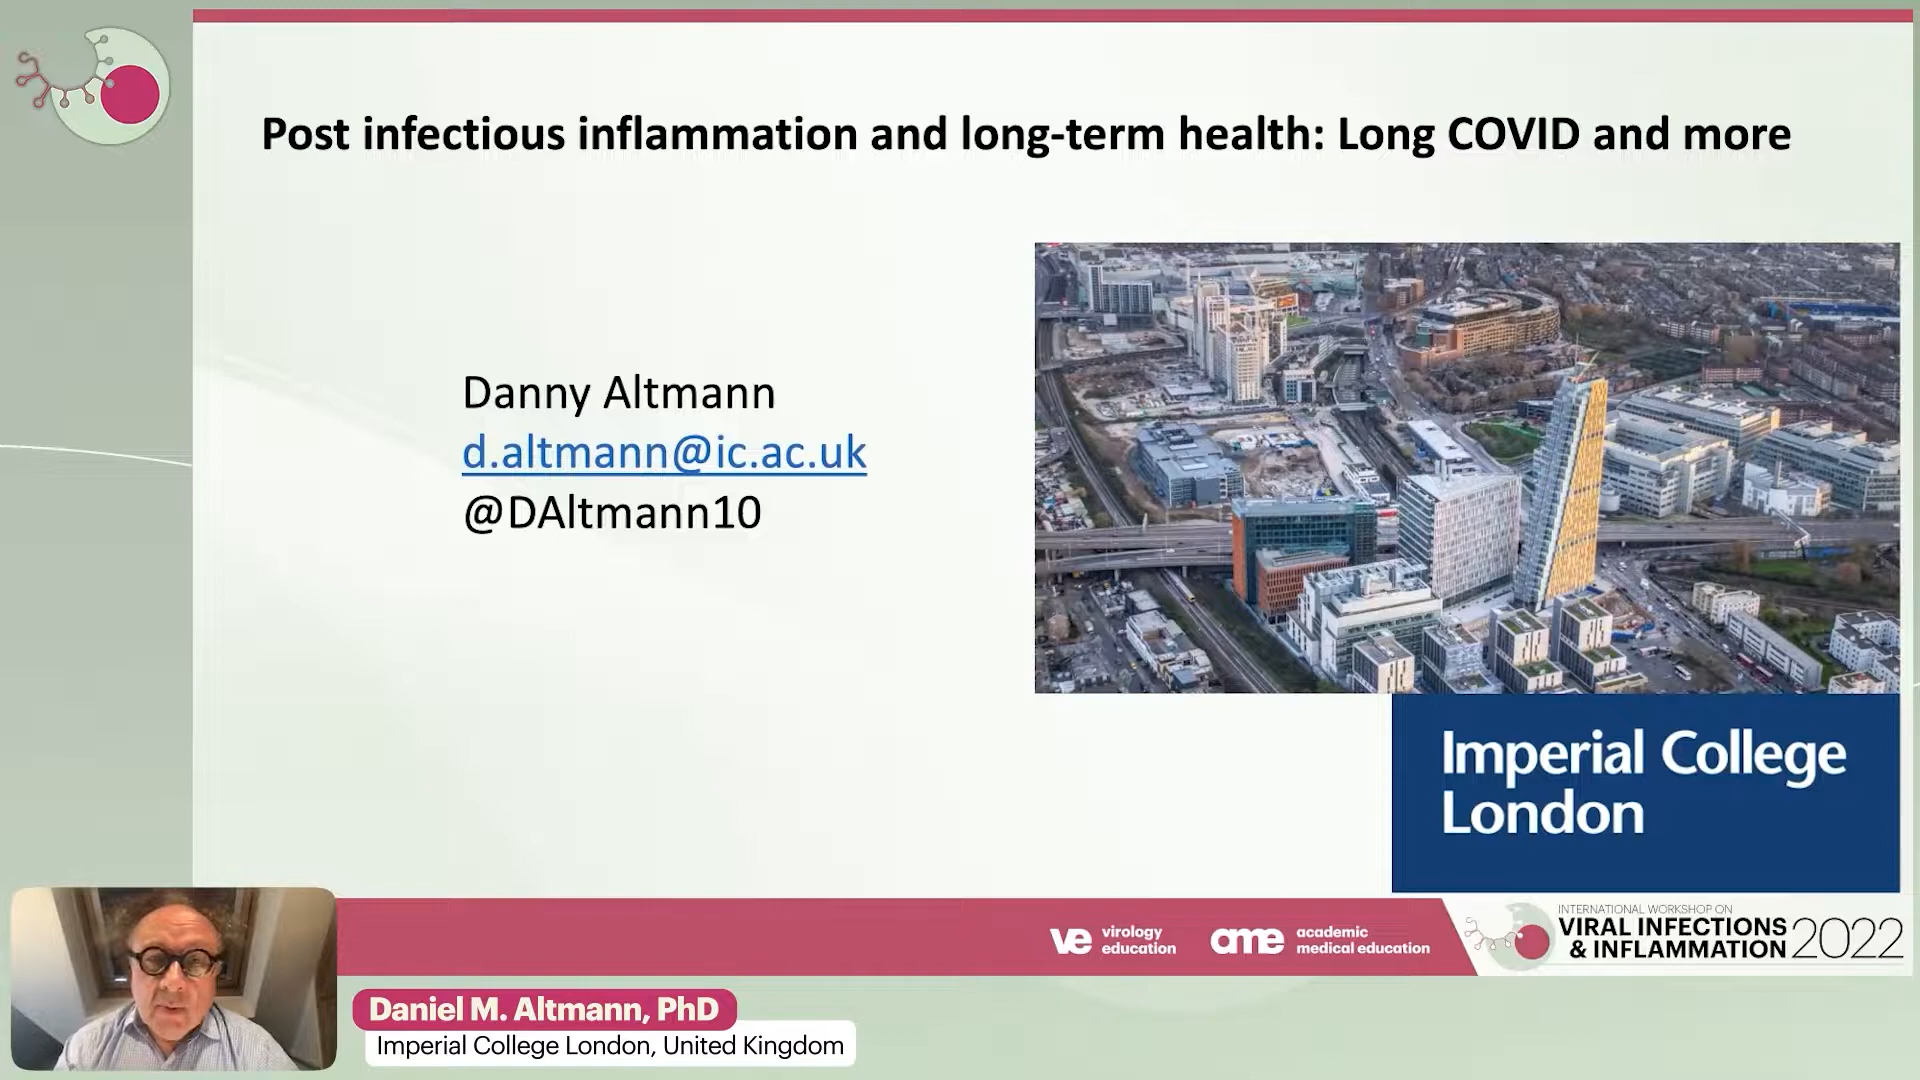 Post infectious inflammation and long-term health: Long COVID and more
Danny Altmann
d.altmann@ic.ac.uk
@DAltmann10
Imperial College
London
ve virology
education
ame academic
medical education
INTERNATIONAL WORKSHOP ON
VIRAL INFECTIONS
& INFLAMMATION 2022
Daniel M. Altmann, PhD
Imperial College London, United Kingdom